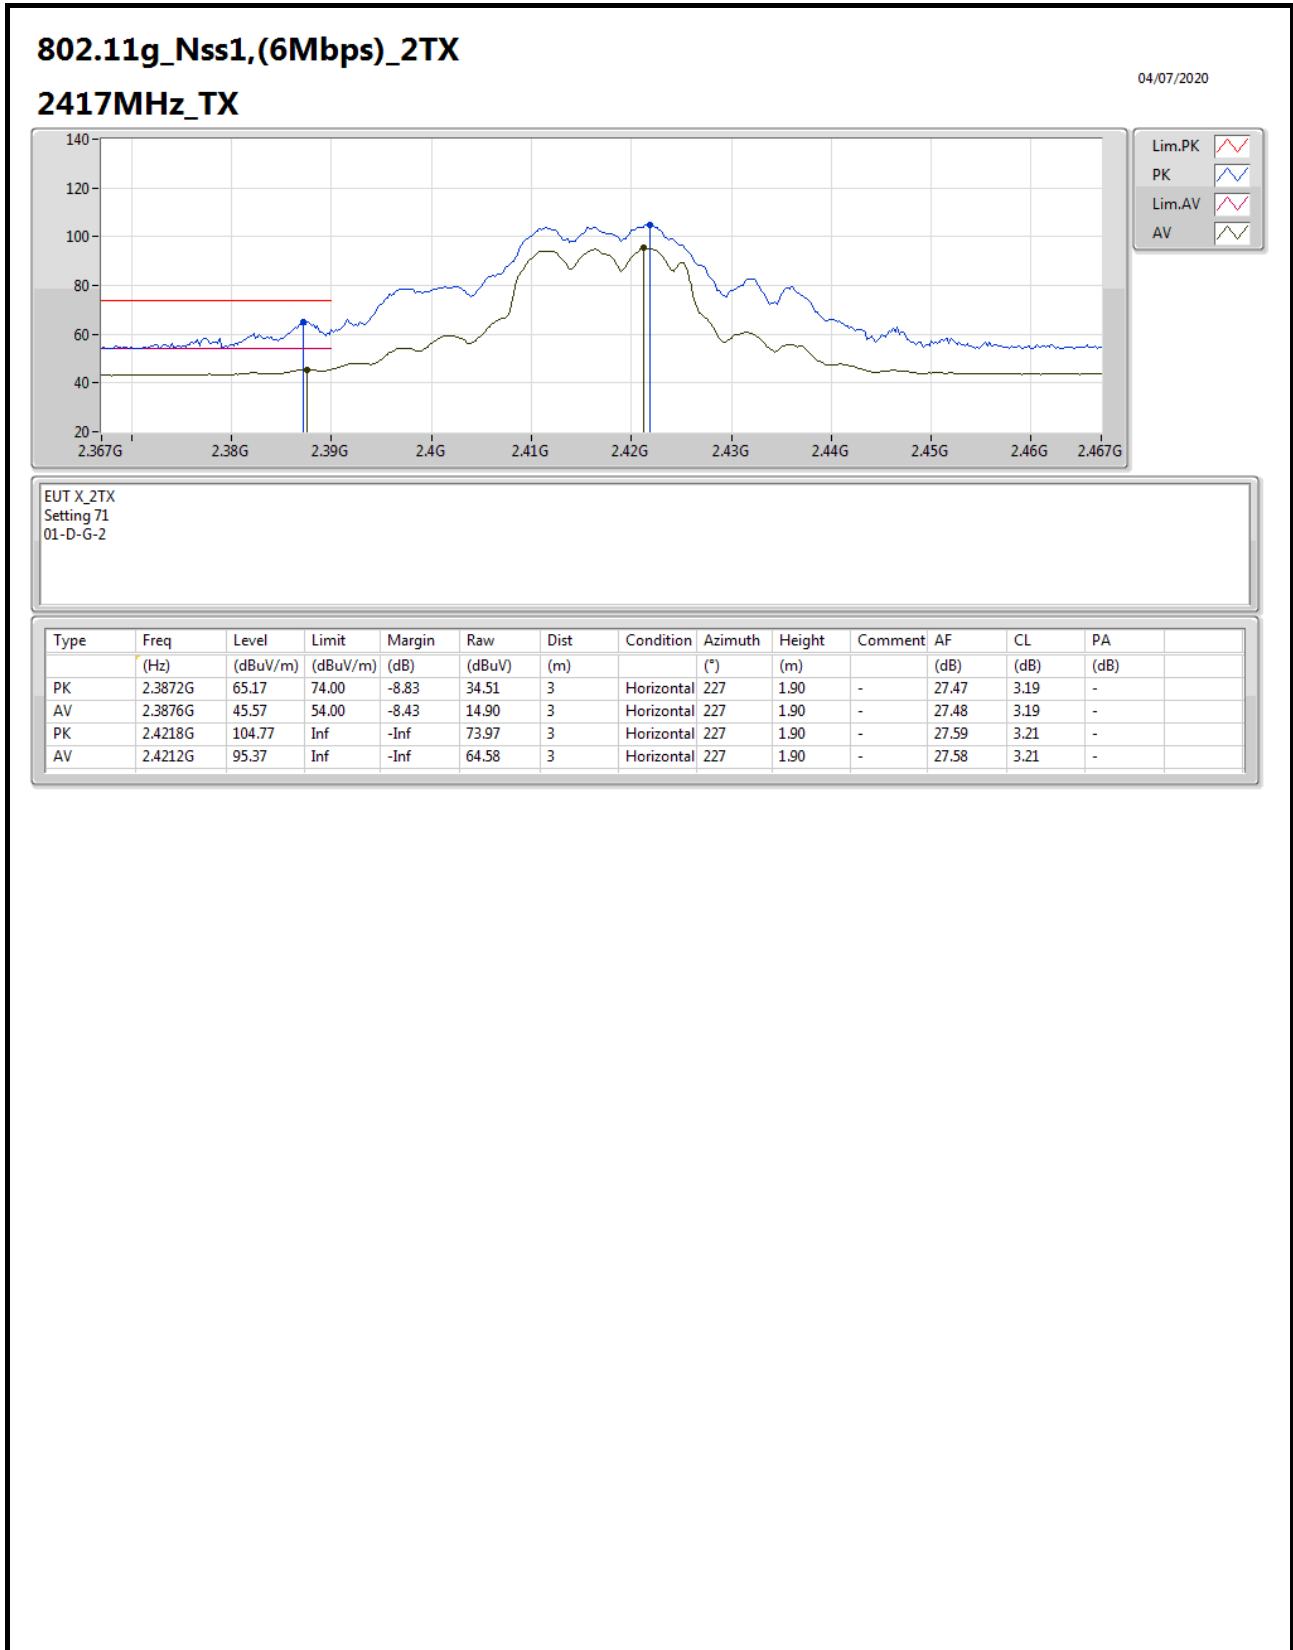 802.11g_Nss1,(6Mbps)_2TX
04/07/2020
2417MHz_TX
140
120
100
80
60
40
20
2.367G 2.38G 2.39G 2.4G 2.41G 2.42G 2.43G 2.44G 2.45G 2.46G 2.467G
Lim.PK
PK
Lim.AV
AV
EUT X_2TX
Setting 71
01-D-G-2
Type Freq Level Limit Margin Raw Dist Condition Azimuth Height Comment AF CL PA
(Hz) (dBuV/m) (dBuV/m) (dB) (dBuV) (m) (°) (m) (dB) (dB) (dB)
PK 2.3872G 65.17 74.00 -8.83 34.51 3 Horizontal 227 1.90 - 27.47 3.19 -
AV 2.3876G 45.57 54.00 -8.43 14.90 3 Horizontal 227 1.90 - 27.48 3.19 -
PK 2.4218G 104.77 Inf -Inf 73.97 3 Horizontal 227 1.90 - 27.59 3.21 -
AV 2.4212G 95.37 Inf -Inf 64.58 3 Horizontal 227 1.90 - 27.58 3.21 -